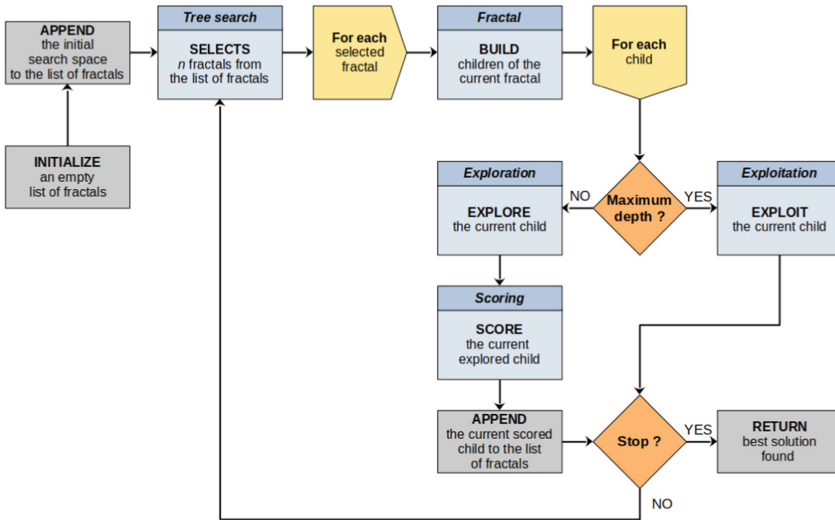 Tree search
SELECTS
n fractals from
the list of fractals
APPEND
the initial
search space
to the list of fractals
INITIALIZE
an empty
list of fractals
For each
selected
fractal
Fractal
BUILD
children of the
current fractal
For each
child
Maximum
depth ?
NO
YES
Exploration
EXPLORE
the current child
Exploitation
EXPLOIT
the current child
Scoring
SCORE
the current
explored child
APPEND
the current scored
child to the list
of fractals
Stop ?
YES
NO
RETURN
best solution
found